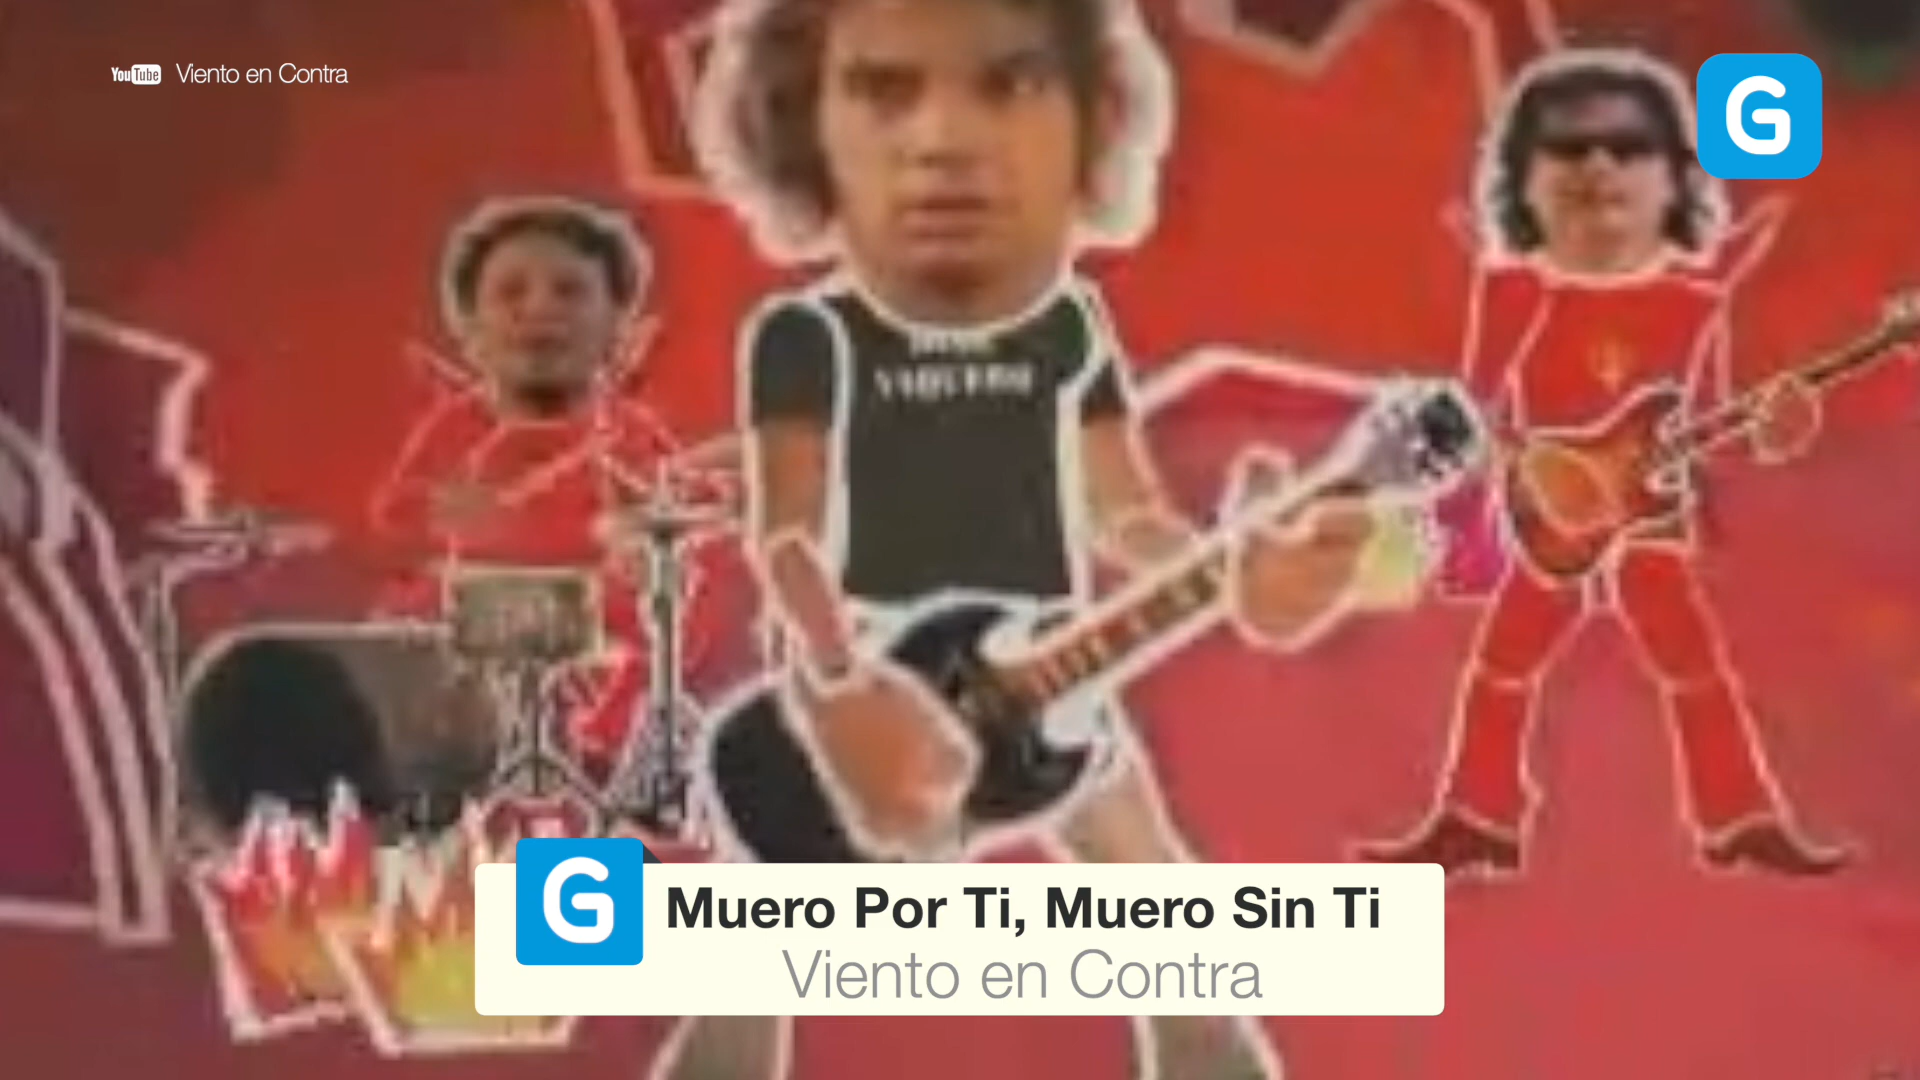 YouTube Viento en Contra
G
G
Muero Por Ti, Muero Sin Ti
Viento en Contra